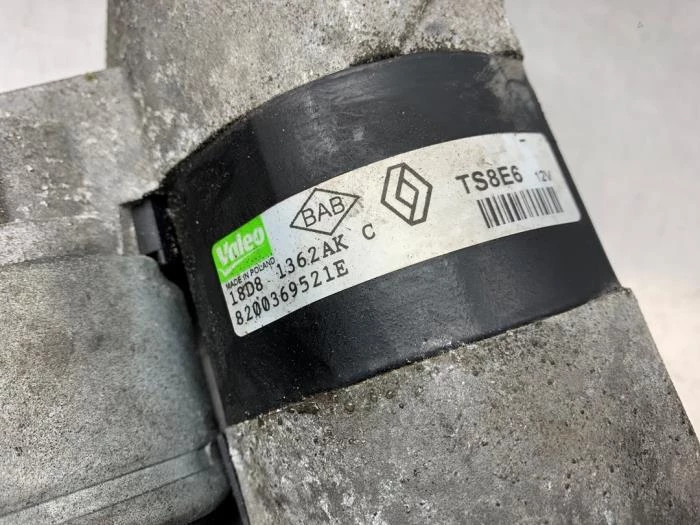 Valeo
MADE IN POLAND
BAB
TS8E6 12V
18D8 1362AK C
8200369521E